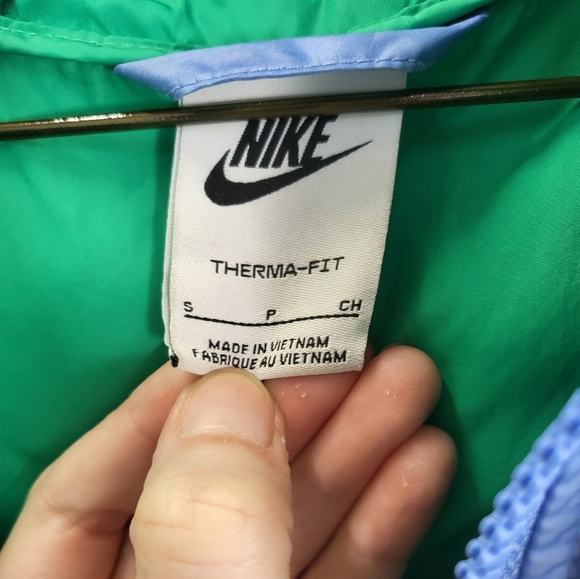 NIKE
THERMA-FIT
S P CH
MADE IN VIETNAM
FABRIQUE AU VIETNAM